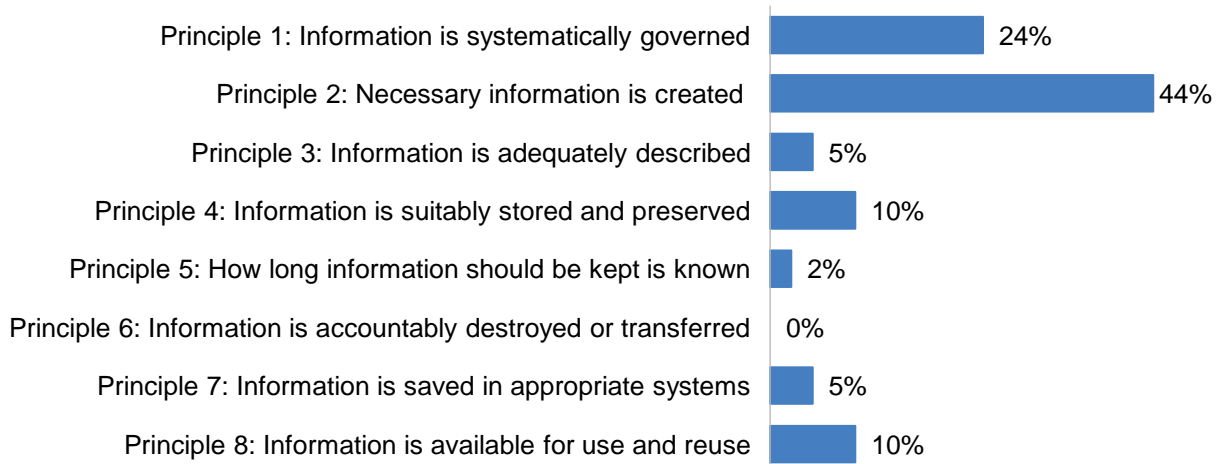 Principle 1: Information is systematically governed 24%
Principle 2: Necessary information is created 44%
Principle 3: Information is adequately described 5%
Principle 4: Information is suitably stored and preserved 10%
Principle 5: How long information should be kept is known 2%
Principle 6: Information is accountably destroyed or transferred 0%
Principle 7: Information is saved in appropriate systems 5%
Principle 8: Information is available for use and reuse 10%